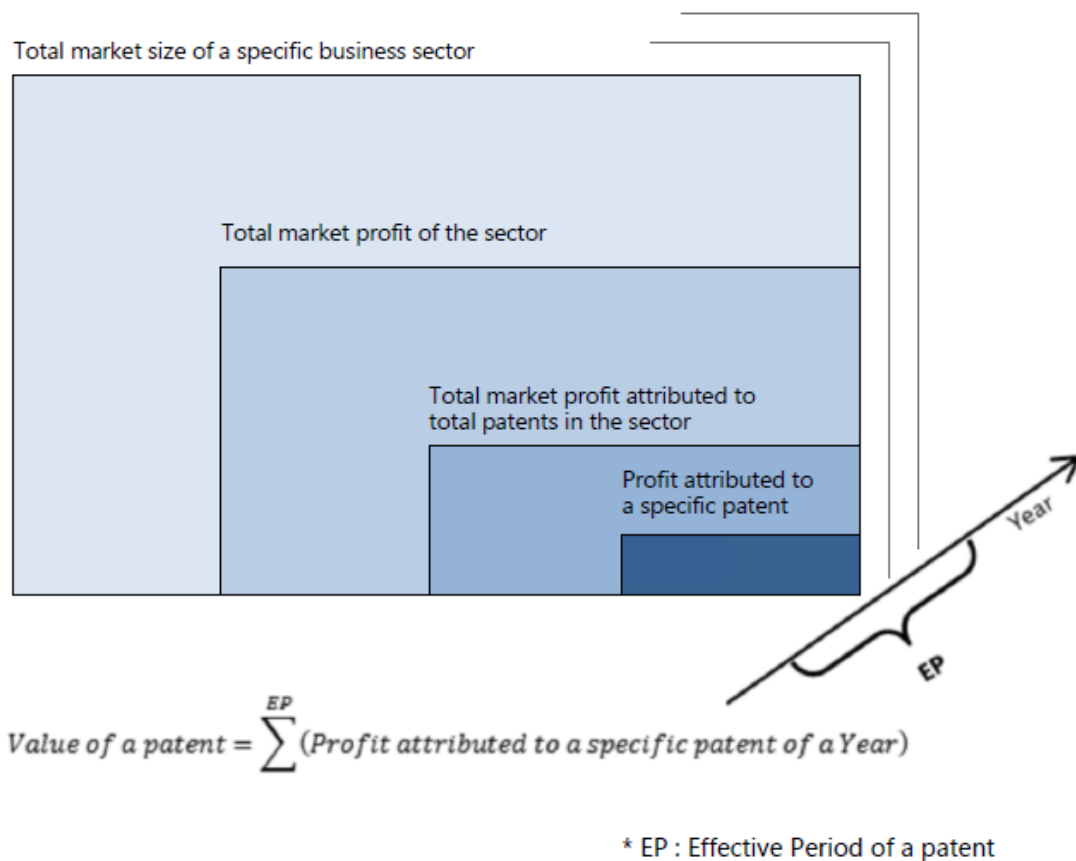 Total market size of a specific business sector
Total market profit of the sector
Total market profit attributed to
total patents in the sector
Profit attributed to
a specific patent
Year
EP
EP
Value of a patent = ∑(Profit attributed to a specific patent of a Year)
* EP : Effective Period of a patent